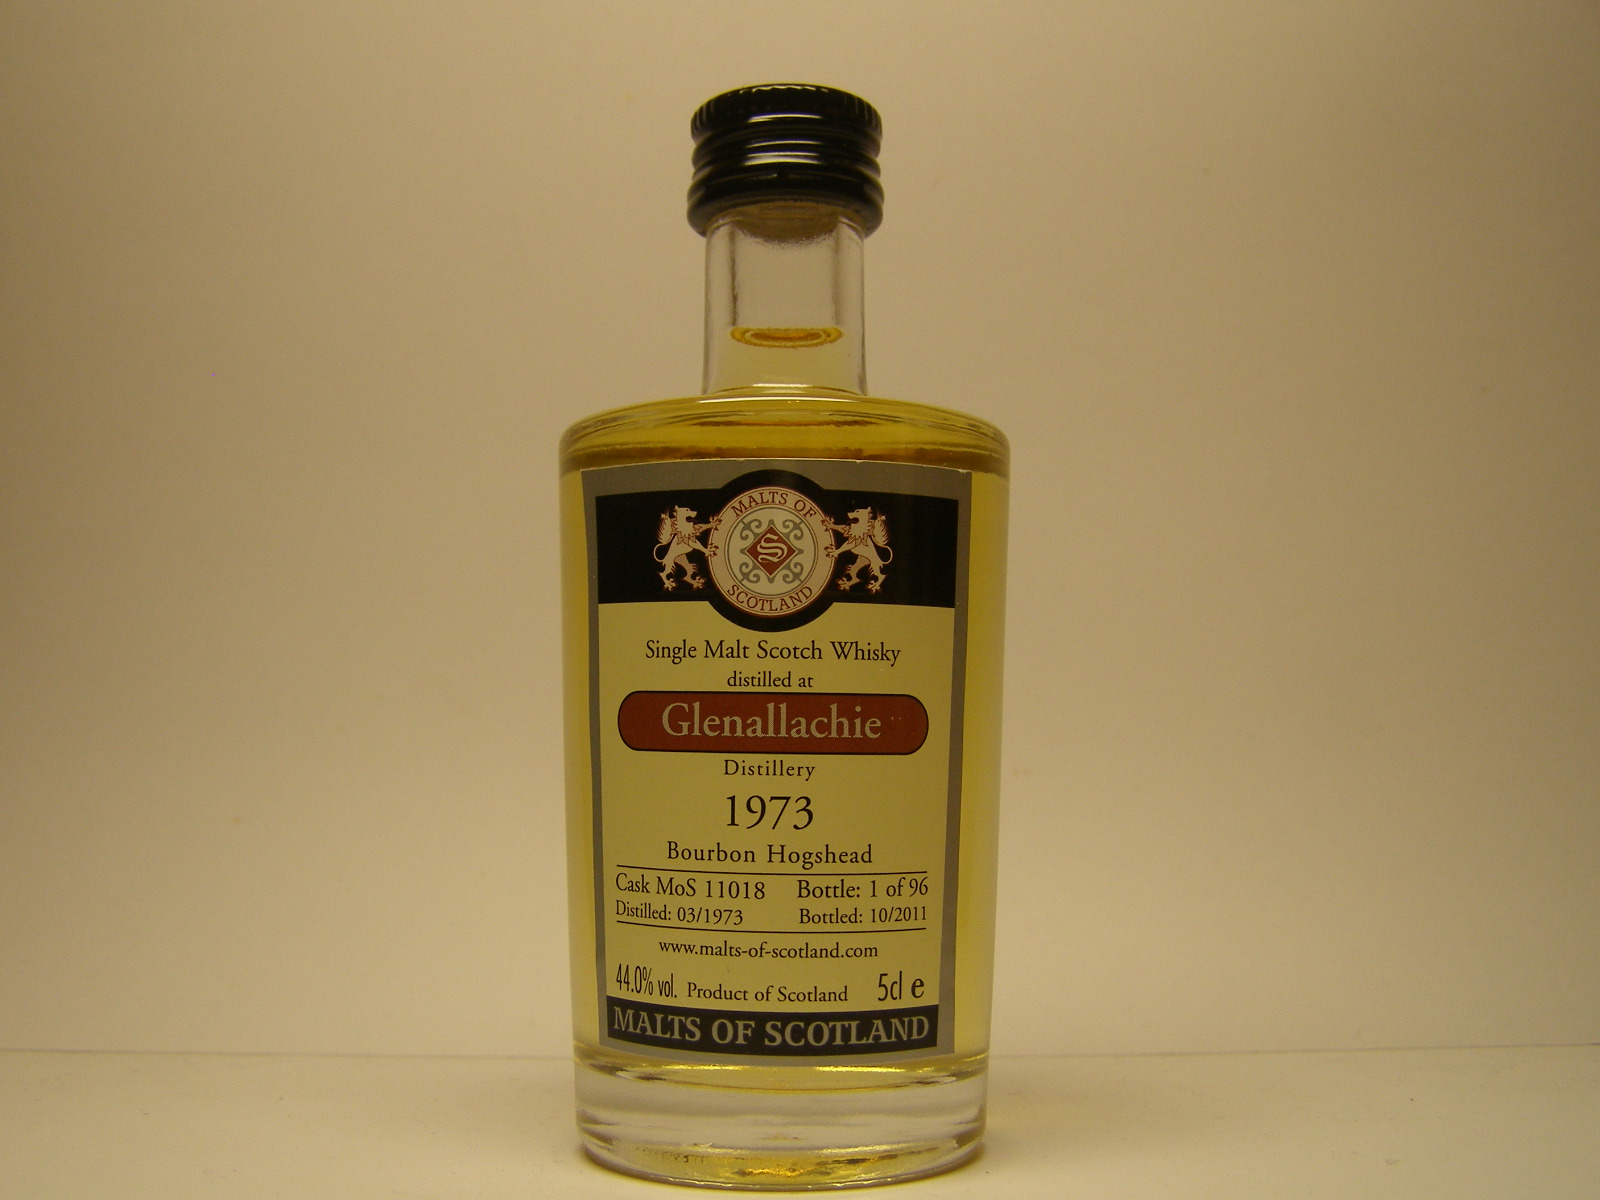 MALTS OF
S
SCOTLAND
Single Malt Scotch Whisky
distilled at
Glenallachie
Distillery
1973
Bourbon Hogshead
Cask MoS 11018 Bottle: 1 of 96
Distilled: 03/1973 Bottled: 10/2011
www.malts-of-scotland.com
44.0% vol. Product of Scotland 5cl e
MALTS OF SCOTLAND